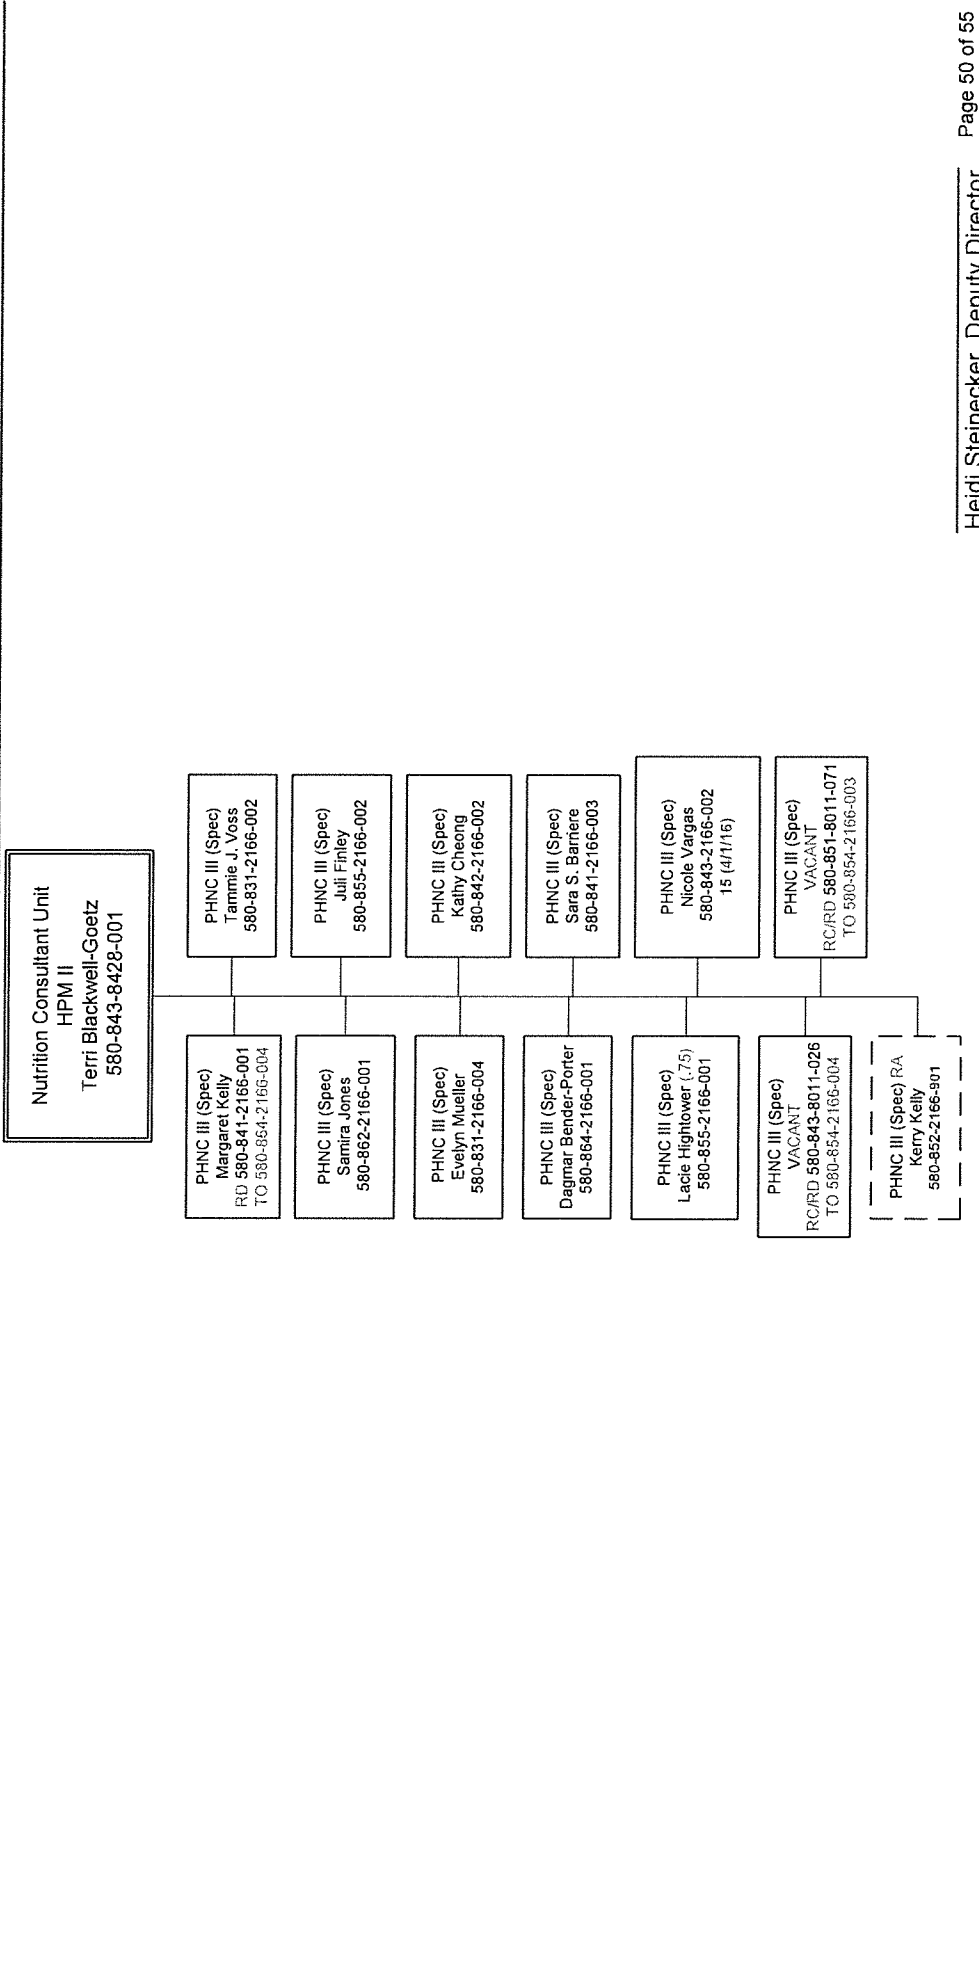 Nutrition Consultant Unit
HPM II
Terri Blackwell-Goetz
580-843-8428-001
PHNC III (Spec)
Margaret Kelly
RD 580-841-2166-001
TO 580-864-2166-004
PHNC III (Spec)
Tammie J. Voss
580-831-2166-002
PHNC III (Spec)
Samira Jones
580-862-2166-001
PHNC III (Spec)
Juli Finley
580-855-2166-002
PHNC III (Spec)
Evelyn Mueller
580-831-2166-004
PHNC III (Spec)
Kathy Cheong
580-842-2166-002
PHNC III (Spec)
Dagmar Bender-Porter
580-864-2166-001
PHNC III (Spec)
Sara S. Barriere
580-841-2166-003
PHNC III (Spec)
Lacie Hightower (.75)
580-855-2166-001
PHNC III (Spec)
Nicole Vargas
580-843-2166-002
15 (4/1/16)
PHNC III (Spec)
VACANT
RC/RD 580-843-8011-026
TO 580-854-2166-004
PHNC III (Spec)
VACANT
RC/RD 580-851-8011-071
TO 580-854-2166-003
PHNC III (Spec) RA
Kerry Kelly
580-852-2166-901
Heidi Steinecker, Deputy Director
Page 50 of 55